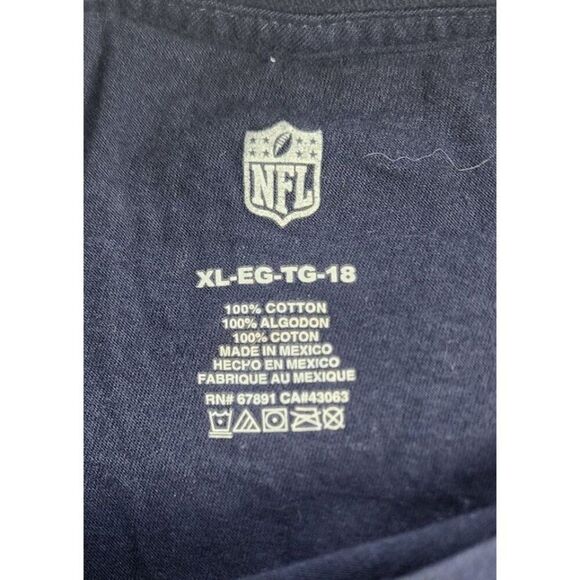 NFL
XL-EG-TG-18
100% COTTON
100% ALGODON
100% COTON
MADE IN MEXICO
HECHO EN MEXICO
FABRIQUE AU MEXIQUE
RN# 67891 CA#43063